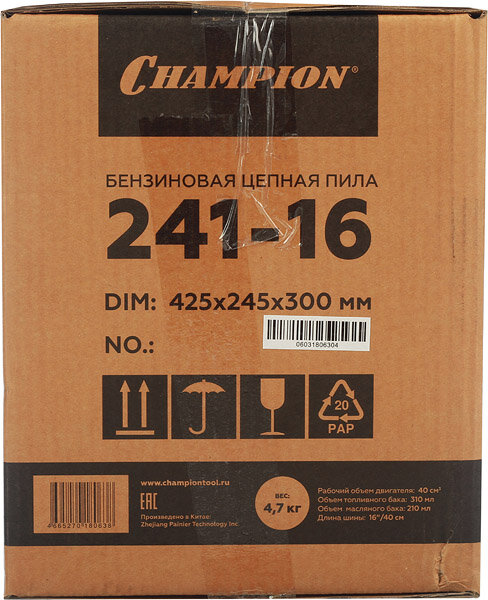 CHAMPION®
БЕНЗИНОВАЯ ЦЕПНАЯ ПИЛА
241-16
DIM: 425x245x300 мм
NO.:
06031806304
20
PAP
www.championtool.ru
EAC
Произведено в Китае:
Zhejiang Painier Technology Inc
4665270180638
ВЕС:
4,7 кг
Рабочий объем двигателя: 40 см³
Объем топливного бака: 310 мл
Объем масляного бака: 210 мл
Длина шины: 16"/40 см